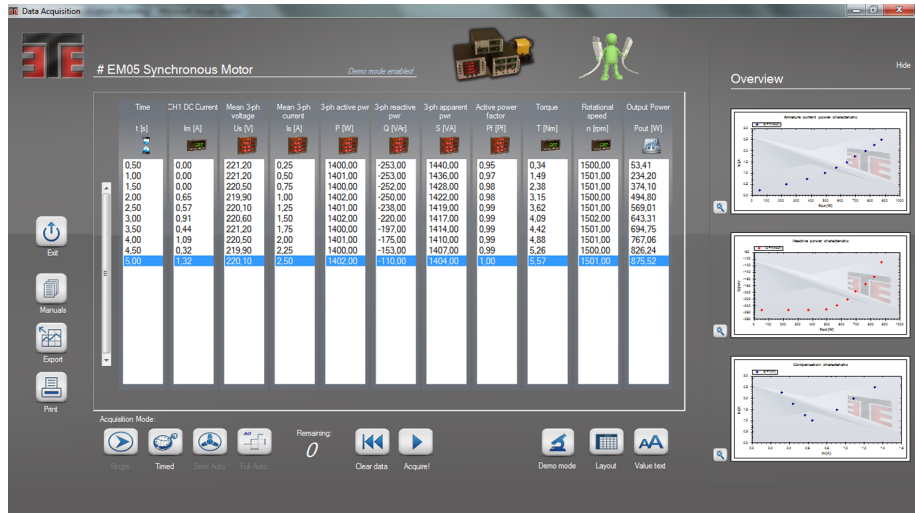 Data Acquisition
ETE
# EM05 Synchronous Motor
Demo mode enabled
Hide
Overview
Time CH1 DC Current Mean 3-ph voltage Mean 3-ph current 3-ph active pwr 3-ph reactive pwr 3-ph apparent pwr Active power factor Torque Rotational speed Output Power
t [s] Im [A] Us [V] Is [A] P [W] Q [VAr] S [VA] Pf [Pf] T [Nm] n [rpm] Pout [W]
0,50 0,00 221,20 0,25 1400,00 -253,00 1440,00 0,95 0,34 1500,00 53,41
1,00 0,00 221,20 0,50 1401,00 -253,00 1436,00 0,97 1,49 1501,00 234,20
1,50 0,00 220,50 0,75 1400,00 -252,00 1428,00 0,98 2,38 1501,00 374,10
2,00 0,65 219,90 1,00 1402,00 -250,00 1422,00 0,98 3,15 1500,00 494,80
2,50 0,57 220,10 1,25 1401,00 -238,00 1419,00 0,99 3,62 1501,00 569,01
3,00 0,91 220,60 1,50 1402,00 -220,00 1417,00 0,99 4,09 1502,00 643,31
3,50 0,44 221,20 1,75 1400,00 -197,00 1414,00 0,99 4,42 1501,00 694,75
4,00 1,09 220,50 2,00 1401,00 -175,00 1410,00 0,99 4,88 1501,00 767,06
4,50 0,32 219,90 2,25 1400,00 -153,00 1407,00 0,99 5,26 1500,00 826,24
5,00 1,32 220,10 2,50 1402,00 -110,00 1404,00 1,00 5,57 1501,00 875,52
Exit
Manuals
Export
Print
Armature current power characteristic
Pout [W]
Reactive power characteristic
Pout [W]
Compensation characteristic
Im [A]
Acquisition Mode:
Remaining:
0
Single Timed Semi Auto Full Auto Clear data Acquire! Demo mode Layout Value text